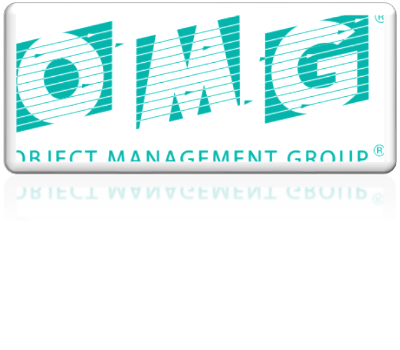 OMG®
OBJECT MANAGEMENT GROUP®